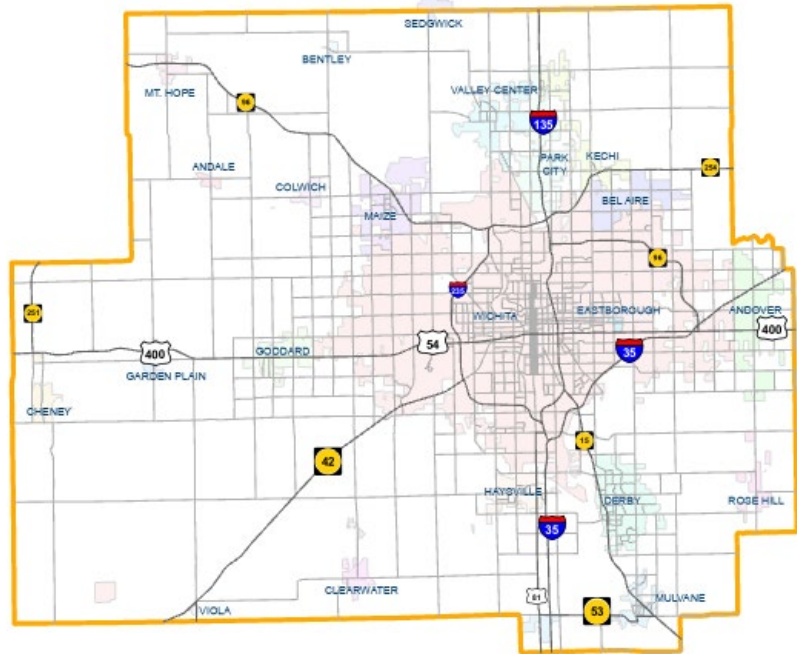 SEDGWICK
BENTLEY
MT. HOPE
VALLEY CENTER
96
135
ANDALE
COLWICH
PARK
CITY
KECHI
254
MAIZE
BEL AIRE
96
235
251
WICHITA
EASTBOROUGH
ANDOVER
400
54
400
GODDARD
35
GARDEN PLAIN
CHENEY
42
15
HAYSVILLE
DERBY
ROSE HILL
35
CLEARWATER
81
53
MULVANE
VIOLA